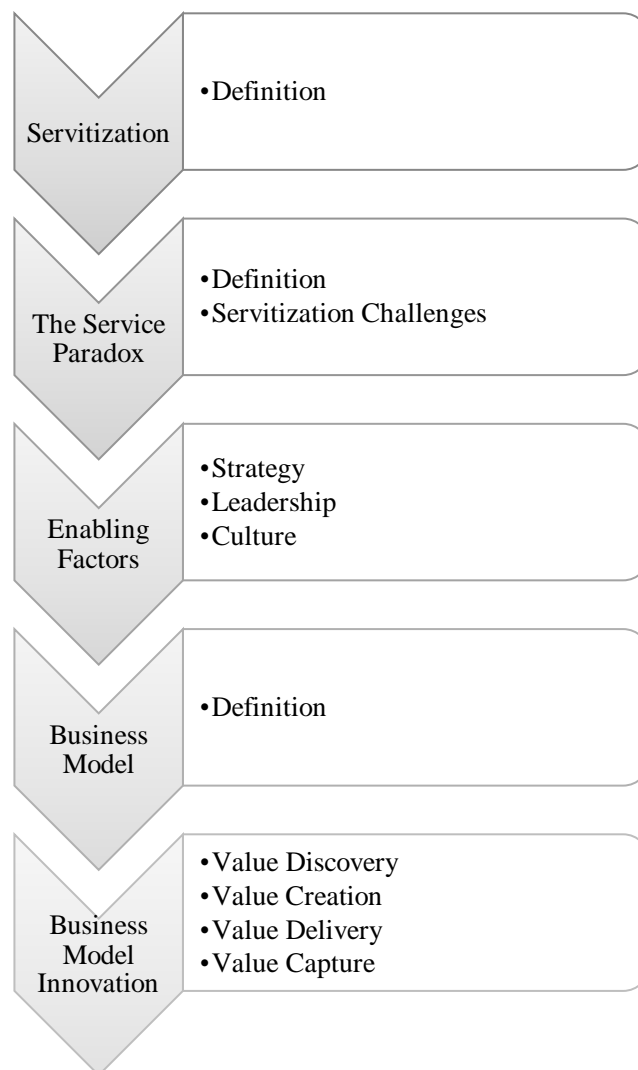 Servitization
•Definition
The Service
Paradox
•Definition
•Servitization Challenges
Enabling
Factors
•Strategy
•Leadership
•Culture
Business
Model
•Definition
Business
Model
Innovation
•Value Discovery
•Value Creation
•Value Delivery
•Value Capture